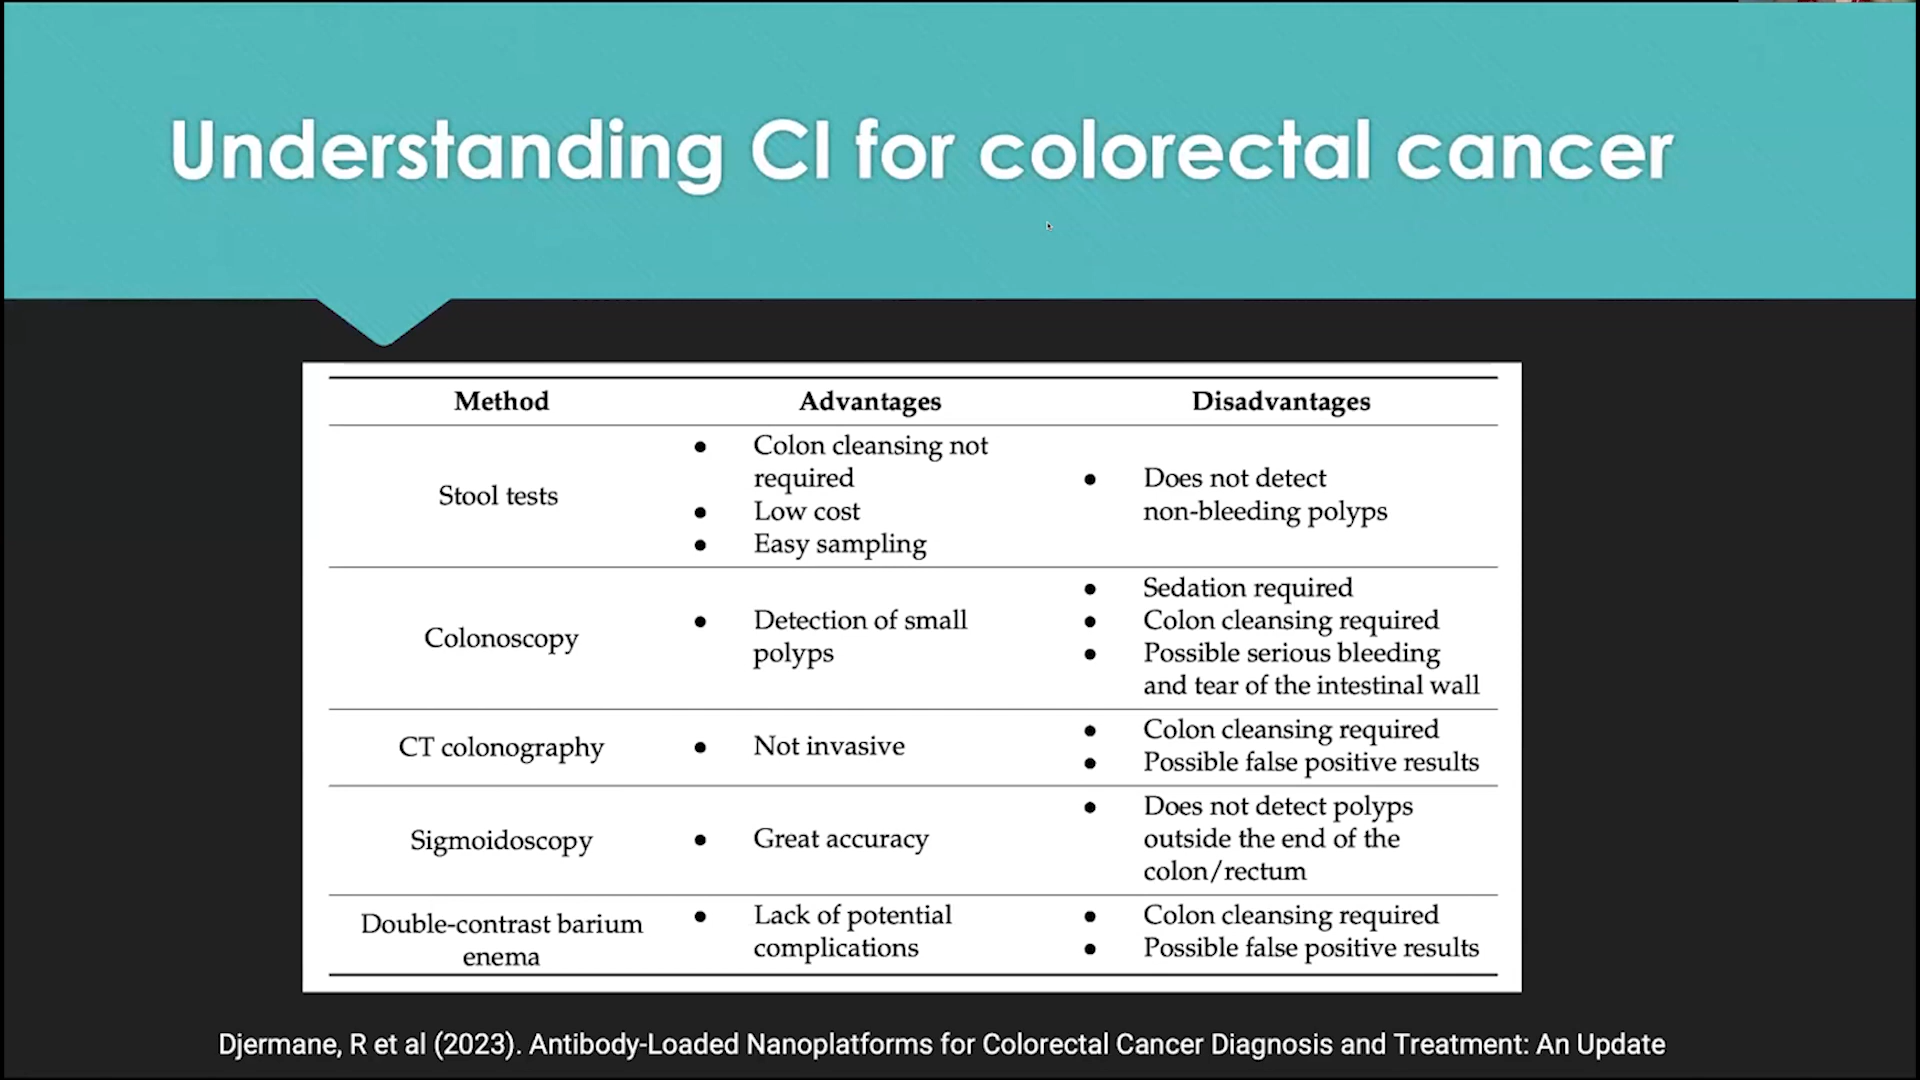 Understanding CI for colorectal cancer
Method Advantages Disadvantages
Stool tests
● Colon cleansing not
required
● Low cost
● Easy sampling
● Does not detect
non-bleeding polyps
Colonoscopy
● Detection of small
polyps
● Sedation required
● Colon cleansing required
● Possible serious bleeding
and tear of the intestinal wall
CT colonography
● Not invasive
● Colon cleansing required
● Possible false positive results
Sigmoidoscopy
● Great accuracy
● Does not detect polyps
outside the end of the
colon/rectum
Double-contrast barium
enema
● Lack of potential
complications
● Colon cleansing required
● Possible false positive results
Djermane, R et al (2023). Antibody-Loaded Nanoplatforms for Colorectal Cancer Diagnosis and Treatment: An Update